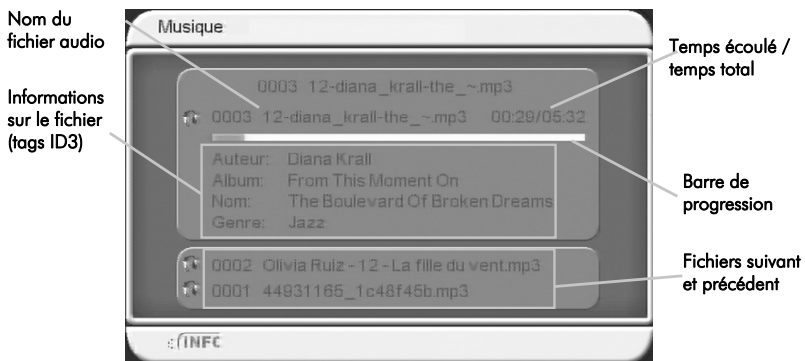 Nom du
fichier audio
Informations
sur le fichier
(tags ID3)
Musique
0003 12-diana_krall-the_~.mp3
0003 12-diana_krall-the_~.mp3 00:29/05:32
Auteur: Diana Krall
Album: From This Moment On
Nom: The Boulevard Of Broken Dreams
Genre: Jazz
0002 Olivia Ruiz - 12 - La fille du vent.mp3
0001 44931165_1c48f45b.mp3
INFO
Temps écoulé /
temps total
Barre de
progression
Fichiers suivant
et précédent